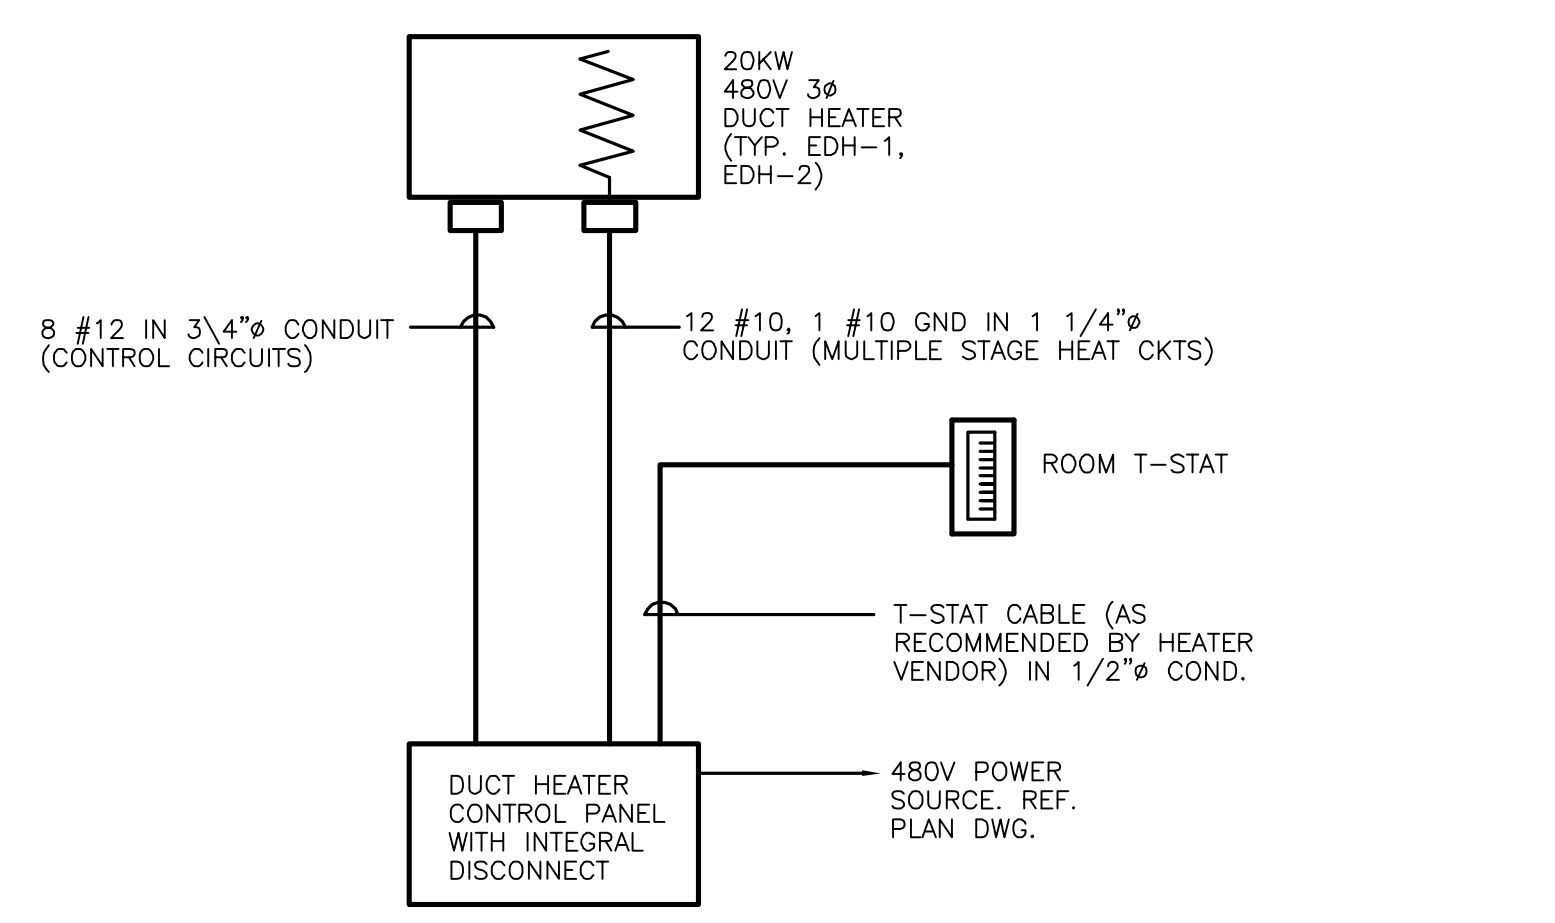 20KW
480V 3ø
DUCT HEATER
(TYP. EDH-1,
EDH-2)
8 #12 IN 3\4"ø CONDUIT
(CONTROL CIRCUITS)
12 #10, 1 #10 GND IN 1 1/4"ø
CONDUIT (MULTIPLE STAGE HEAT CKTS)
ROOM T-STAT
T-STAT CABLE (AS
RECOMMENDED BY HEATER
VENDOR) IN 1/2"ø COND.
480V POWER
SOURCE. REF.
PLAN DWG.
DUCT HEATER
CONTROL PANEL
WITH INTEGRAL
DISCONNECT